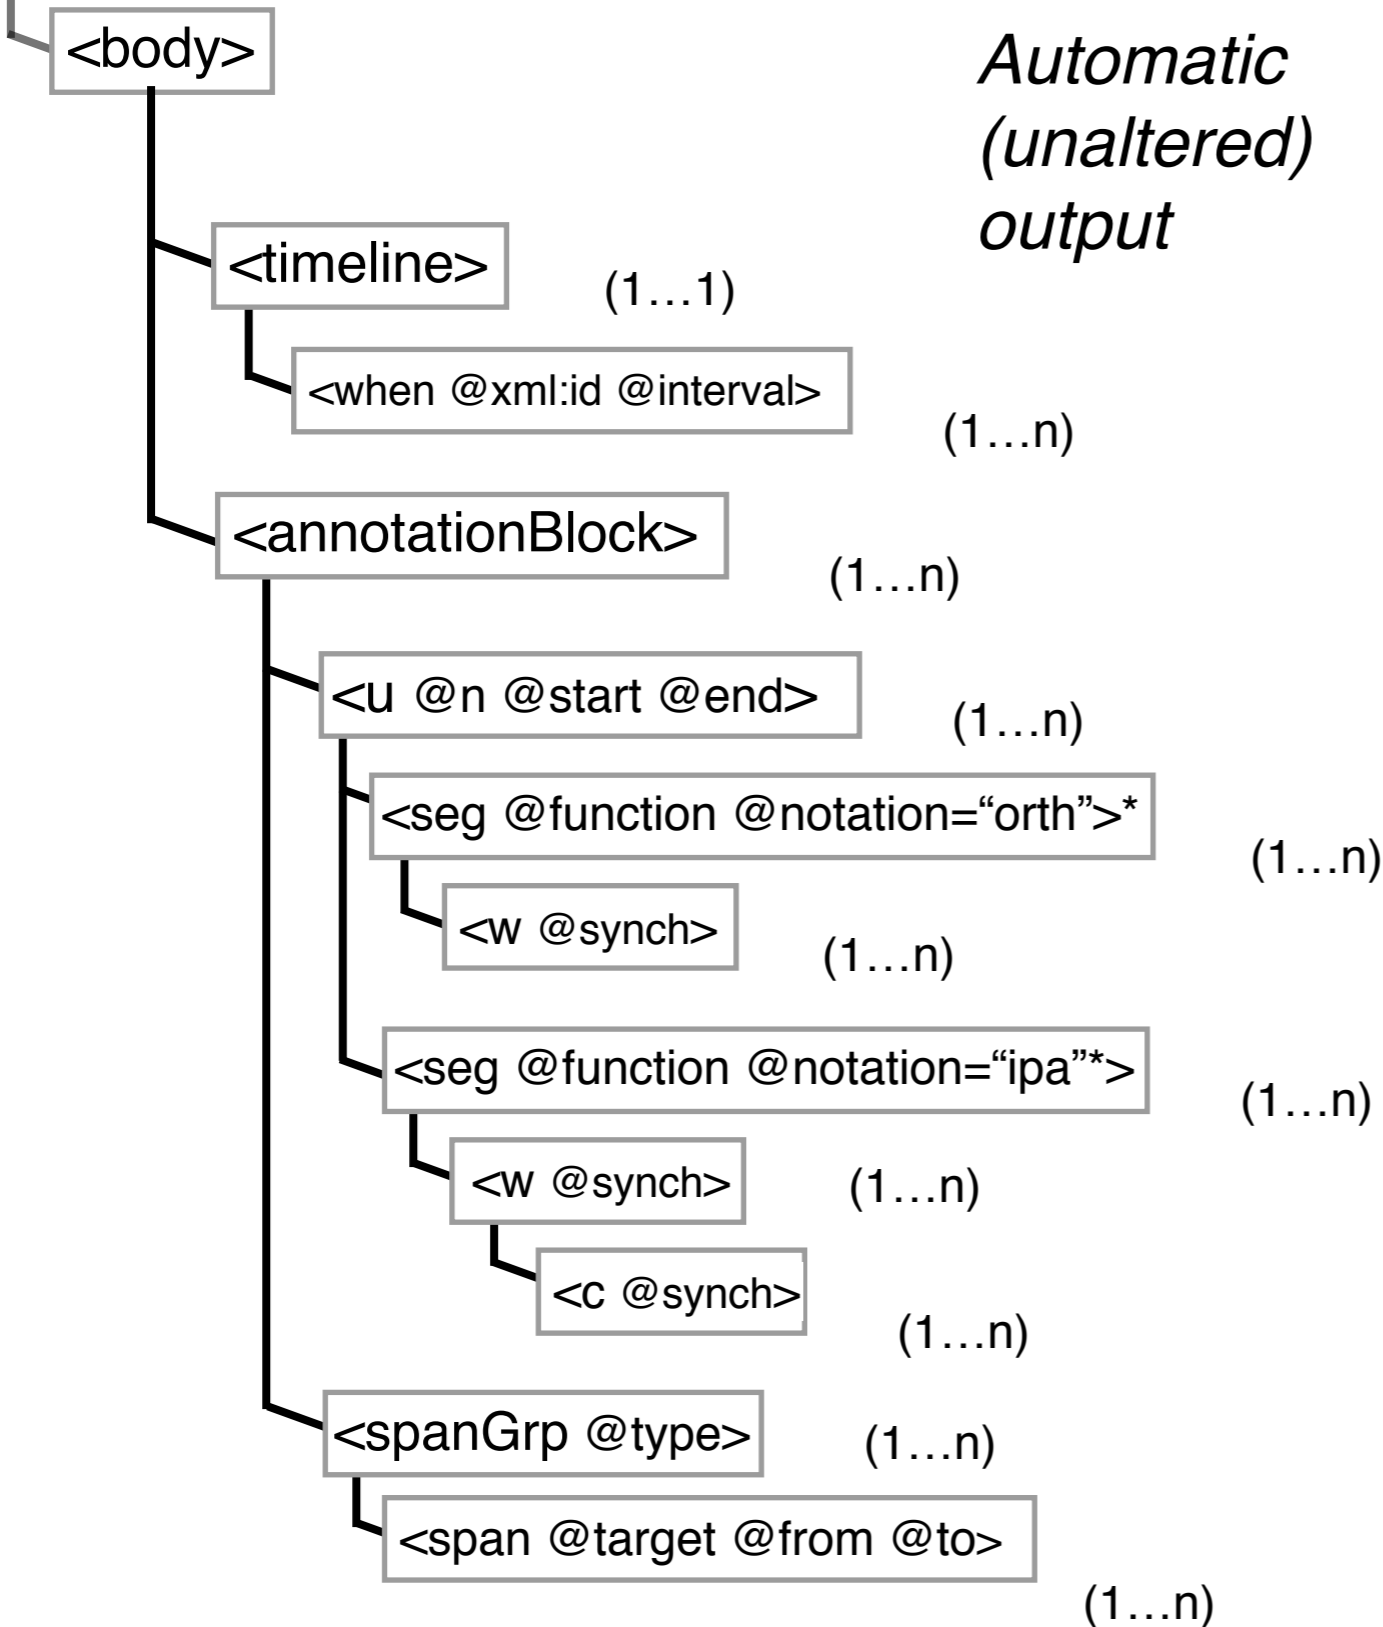 <body>
Automatic
(unaltered)
output
<timeline>
(1…1)
<when @xml:id @interval>
(1…n)
<annotationBlock>
(1…n)
<u @n @start @end>
(1…n)
<seg @function @notation=“orth”>*
(1…n)
<w @synch>
(1…n)
<seg @function @notation=“ipa”*>
(1…n)
<w @synch>
(1…n)
<c @synch>
(1…n)
<spanGrp @type>
(1…n)
<span @target @from @to>
(1…n)